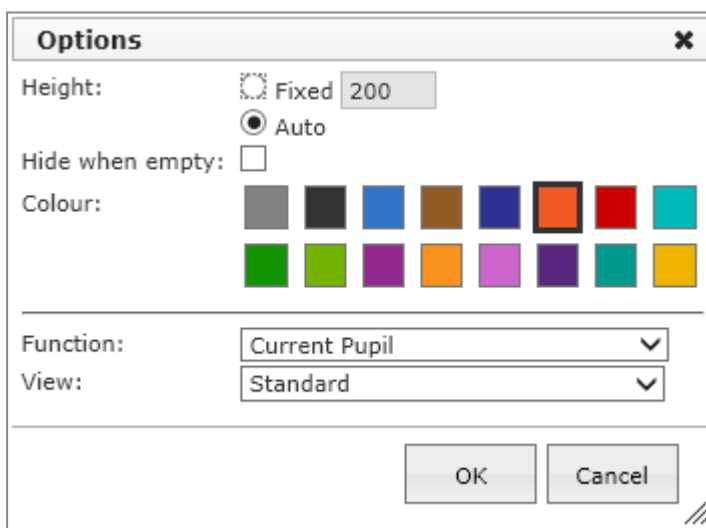 Options
Height: Fixed 200
Auto
Hide when empty:
Colour:
Function: Current Pupil
View: Standard
OK Cancel